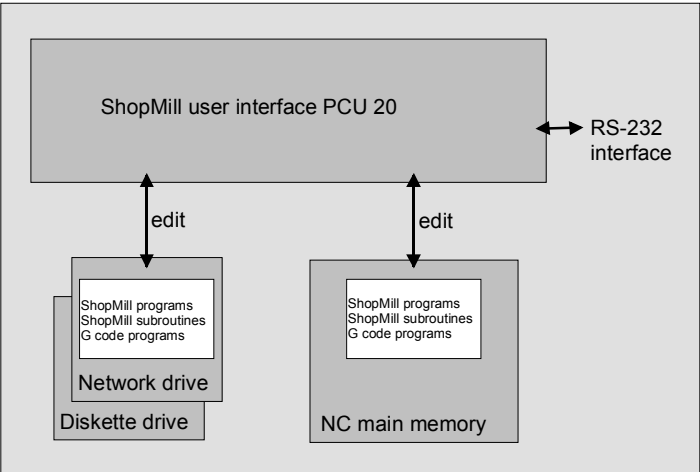 ShopMill user interface PCU 20
RS-232
interface
edit
edit
ShopMill programs
ShopMill subroutines
G code programs
Network drive
Diskette drive
ShopMill programs
ShopMill subroutines
G code programs
NC main memory